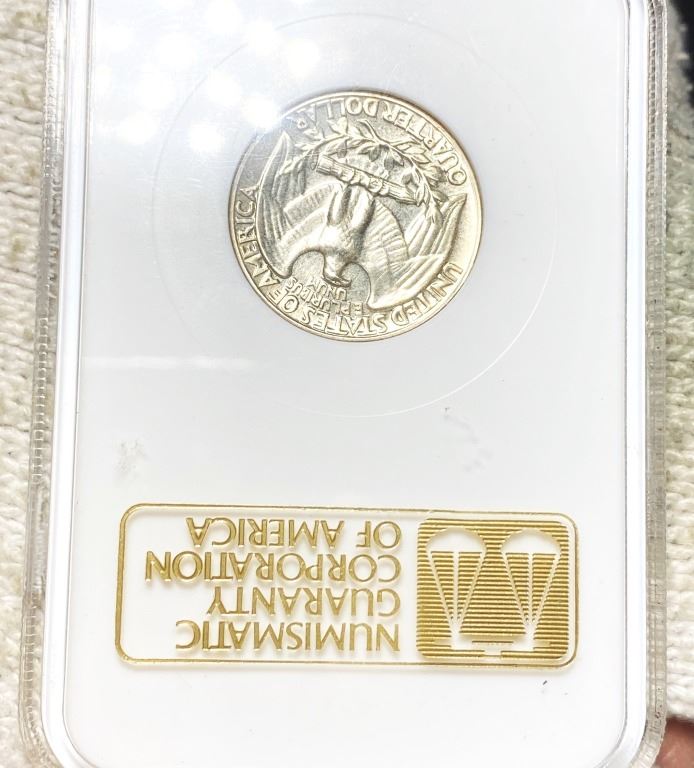 UNITED STATES OF AMERICA
E PLURIBUS
UNUM
QUARTER DOLLAR
NUMISMATIC
GUARANTY
CORPORATION
OF AMERICA